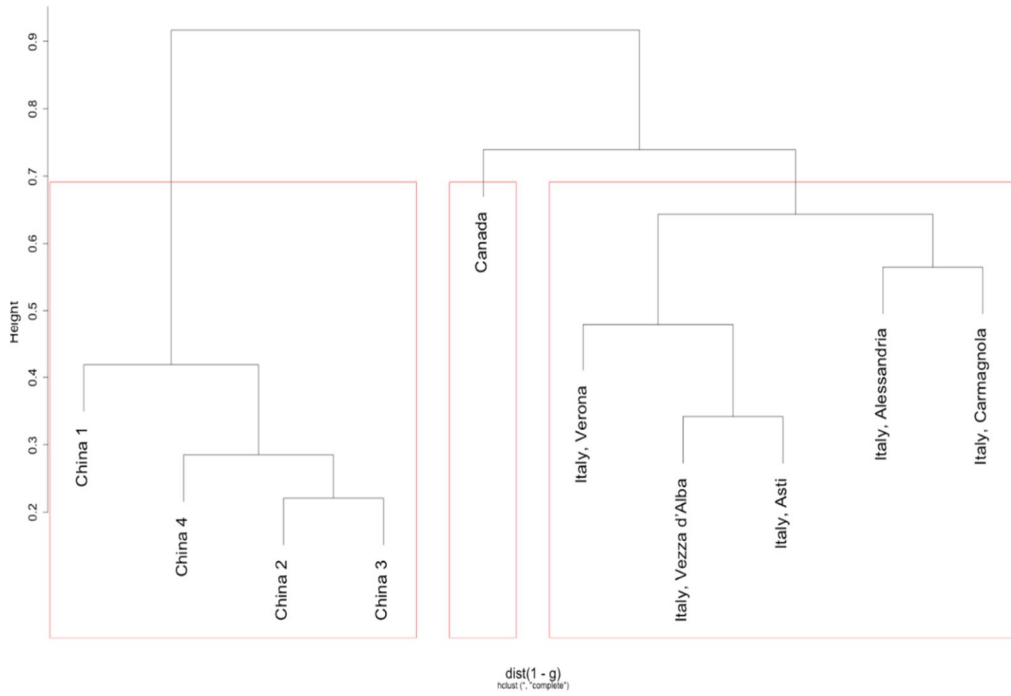 Height
0.9
0.8
0.7
0.6
0.5
0.4
0.3
0.2
China 1
China 4
China 2
China 3
Canada
Italy, Verona
Italy, Vezza d'Alba
Italy, Asti
Italy, Alessandria
Italy, Carmagnola
dist(1 - g)
hclust (*, "complete")